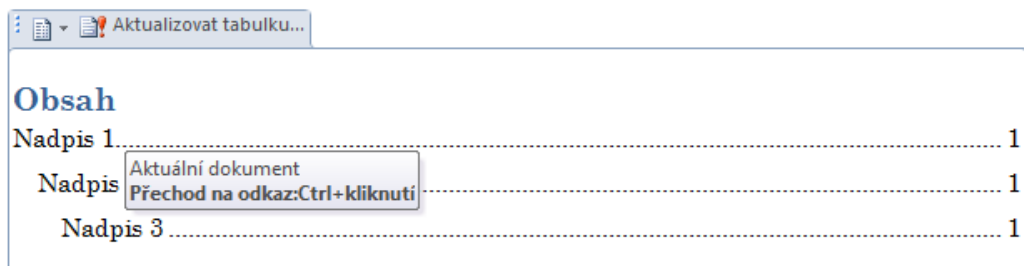 Aktualizovat tabulku...
Obsah
Nadpis 1........................................................................ 1
Aktuální dokument
Nadpis ........................................................................ 1
Přechod na odkaz:Ctrl+kliknutí
Nadpis 3........................................................................ 1